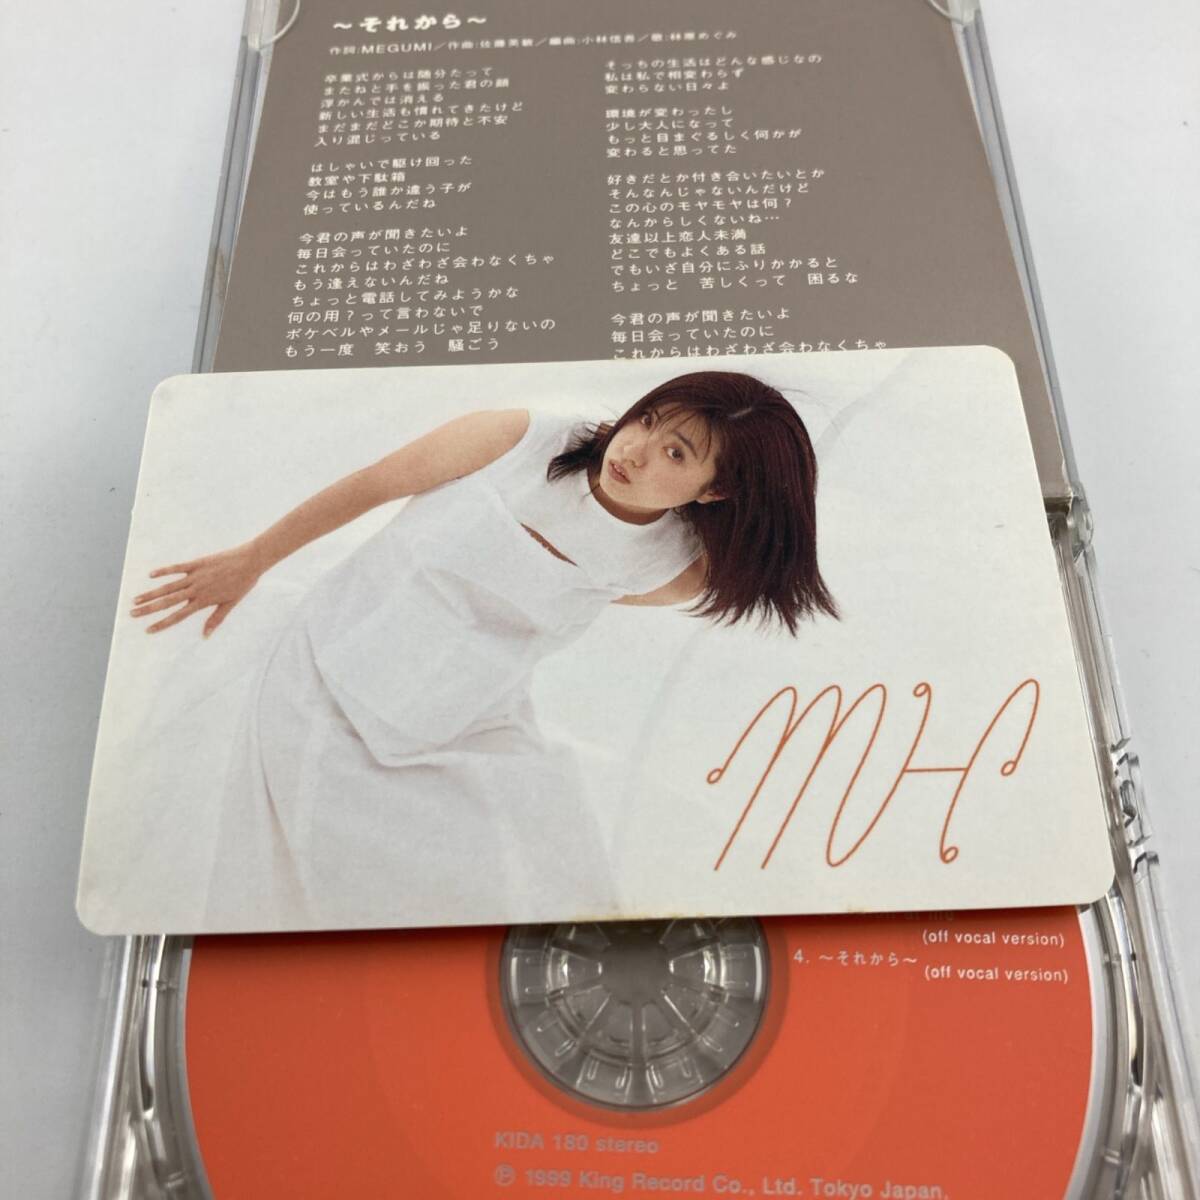 ～それから～
作詞:MEGUMI／作曲:佐藤英敏／編曲:小林信吾／歌:林原めぐみ
卒業式からは随分たって
またねと手を振った君の顔
浮かんでは消える
新しい生活も慣れてきたけど
まだまだどこか期待と不安
入り混じっている
はしゃいで駆け回った
教室や下駄箱
今はもう誰か違う子が
使っているんだね
今君の声が聞きたいよ
毎日会っていたのに
これからはわざわざ会わなくちゃ
もう逢えないんだね
ちょっと電話してみようかな
何の用？って言わないで
ポケベルやメールじゃ足りないの
もう一度　笑おう　騒ごう
そっちの生活はどんな感じなの
私は私で相変わらず
変わらない日々よ
環境が変わったし
少し大人になって
もっと目まぐるしく何かが
変わると思ってた
好きだとか付き合いたいとか
そんなんじゃないんだけど
この心のモヤモヤは何？
なんからしくないね…
友達以上恋人未満
どこでもよくある話
でもいざ自分にふりかかると
ちょっと　苦しくって　困るな
今君の声が聞きたいよ
毎日会っていたのに
これからはわざわざ会わなくちゃ
MH
at me
(off vocal version)
4. ～それから～
(off vocal version)
KIDA 180 stereo
Ⓟ 1999 King Record Co., Ltd. Tokyo Japan.